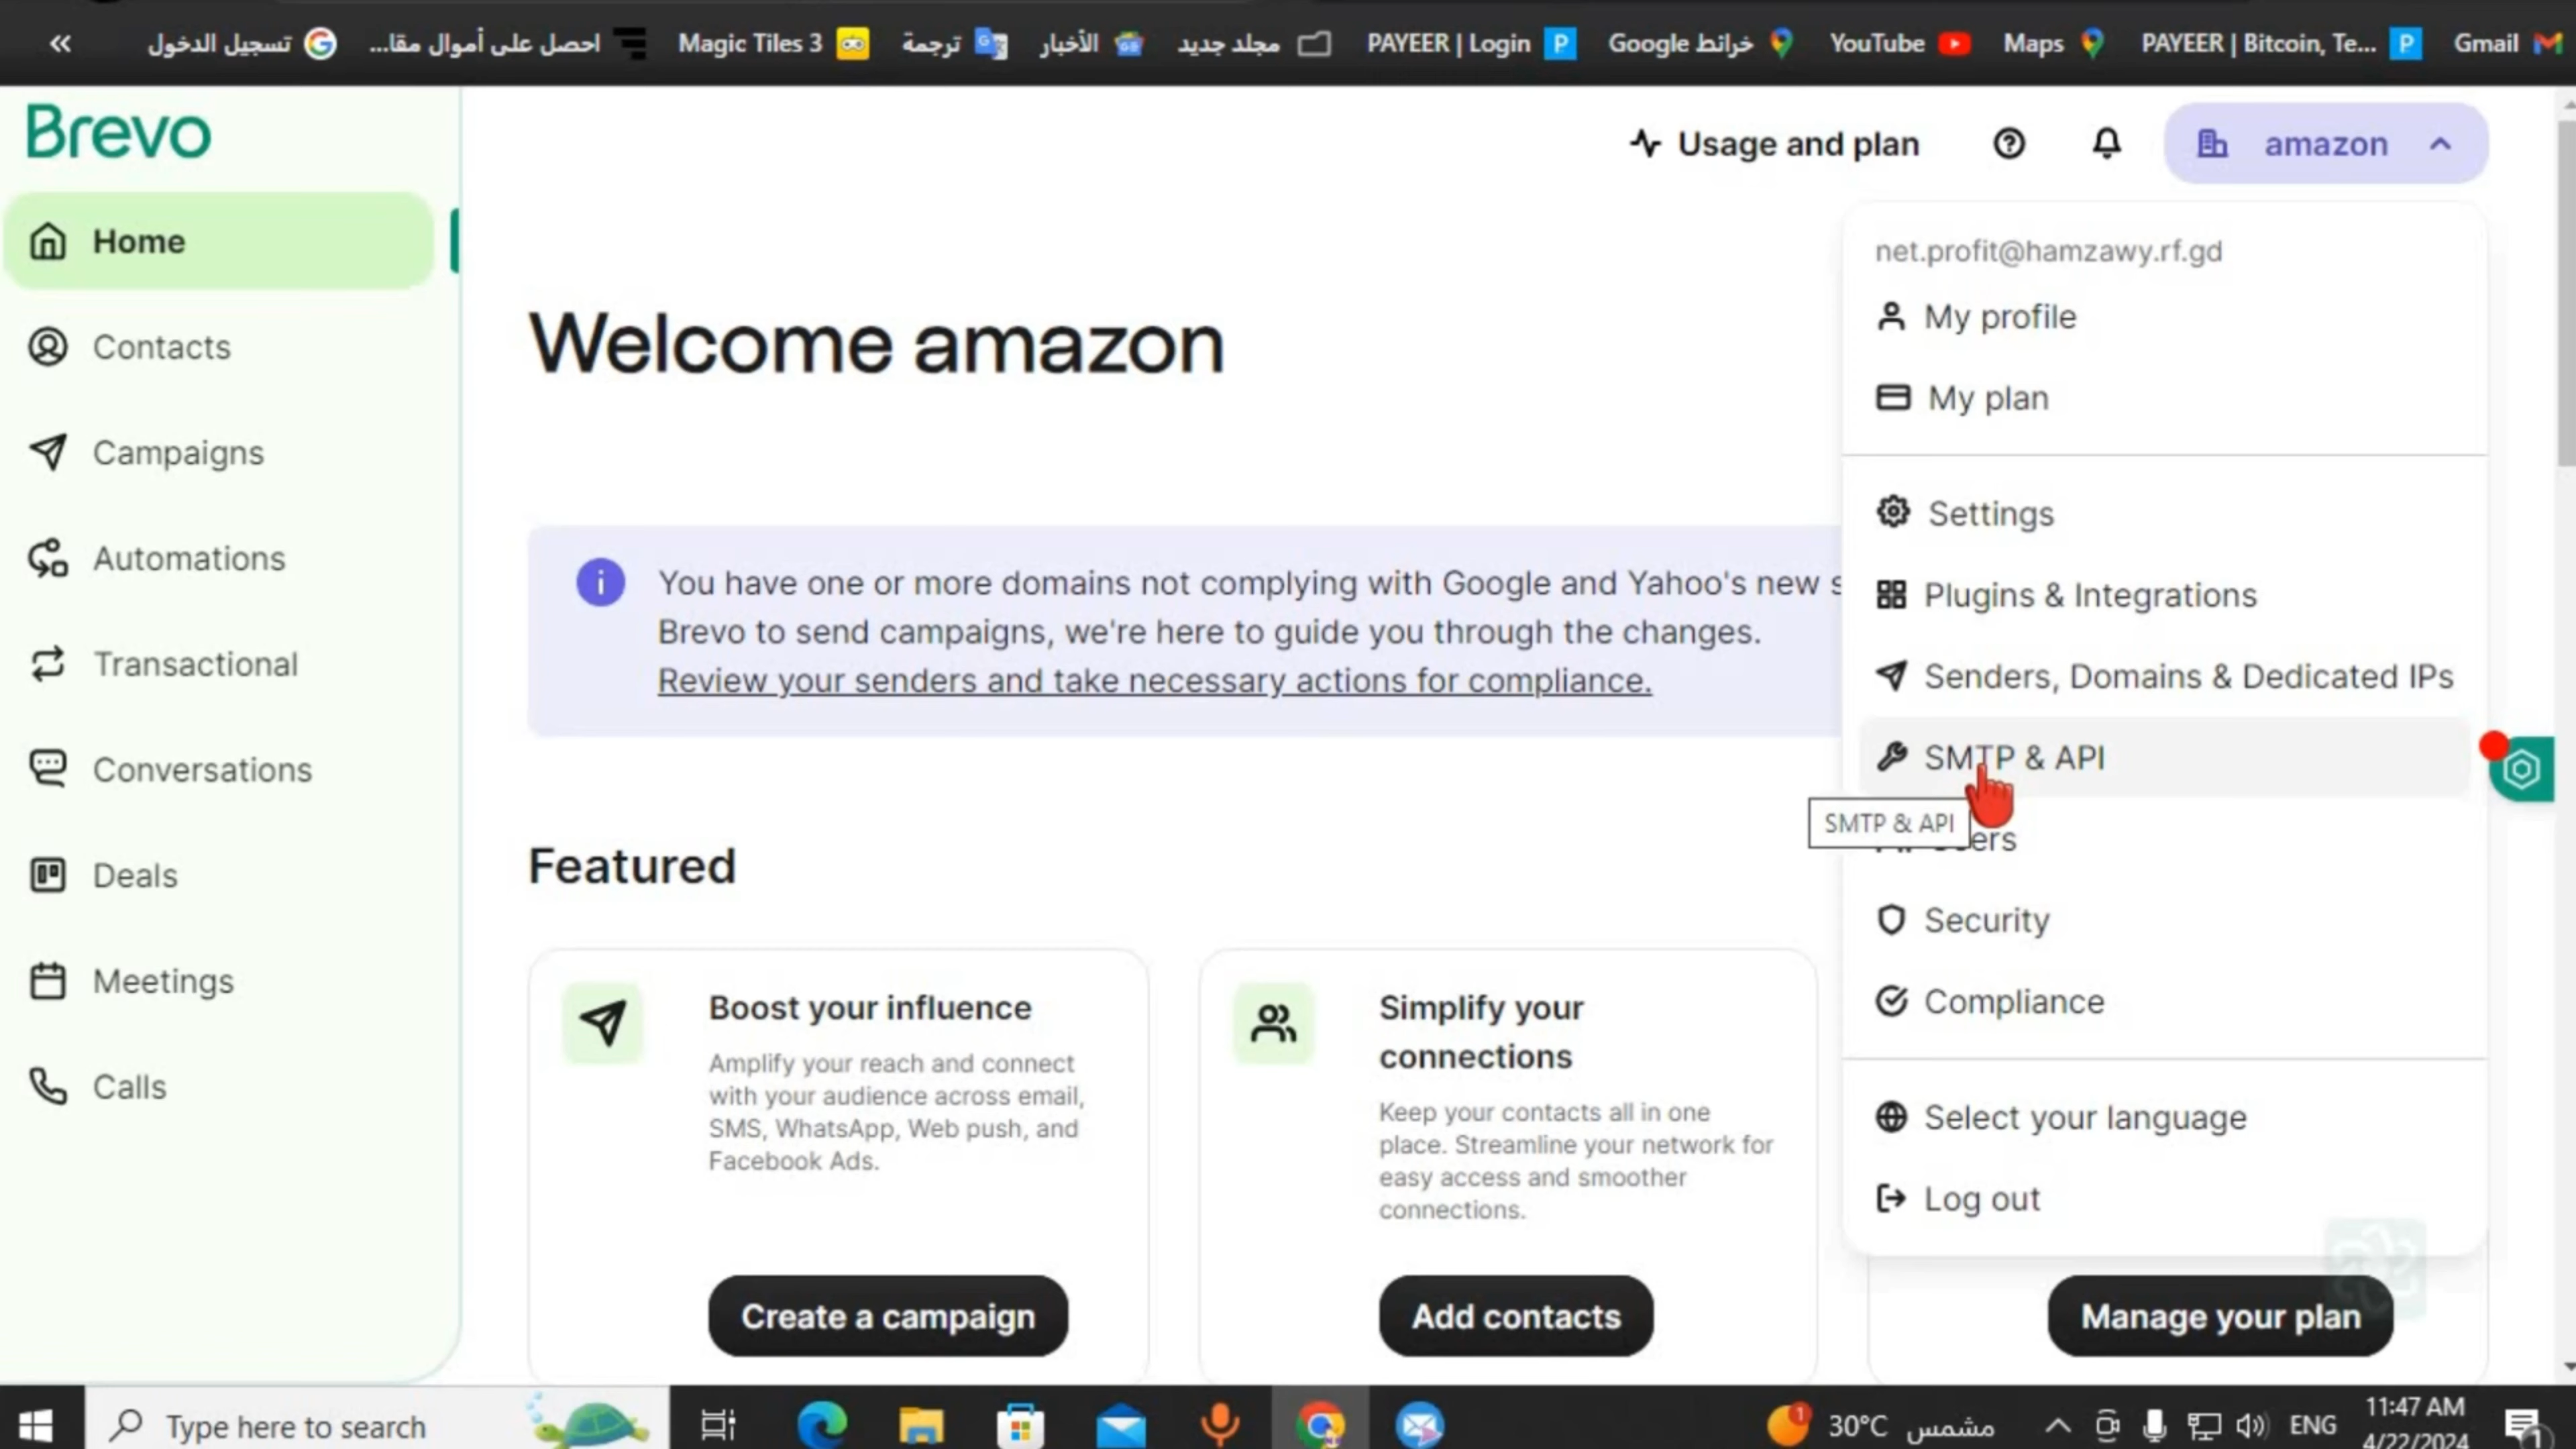 « تسجيل الدخول احصل على أموال مقا... Magic Tiles 3 ترجمة الأخبار مجلد جديد PAYEER | Login خرائط Google YouTube Maps PAYEER | Bitcoin, Te... Gmail
Brevo
Home
Contacts
Campaigns
Automations
Transactional
Conversations
Deals
Meetings
Calls
Usage and plan amazon
Welcome amazon
You have one or more domains not complying with Google and Yahoo's new
Brevo to send campaigns, we're here to guide you through the changes.
Review your senders and take necessary actions for compliance.
Featured
Boost your influence
Amplify your reach and connect
with your audience across email,
SMS, WhatsApp, Web push, and
Facebook Ads.
Create a campaign
Simplify your
connections
Keep your contacts all in one
place. Streamline your network for
easy access and smoother
connections.
Add contacts
Manage your plan
net.profit@hamzawy.rf.gd
My profile
My plan
Settings
Plugins & Integrations
Senders, Domains & Dedicated IPs
SMTP & API
SMTP & API
Security
Compliance
Select your language
Log out
Type here to search
30°C مشمس ENG 11:47 AM
4/22/2024